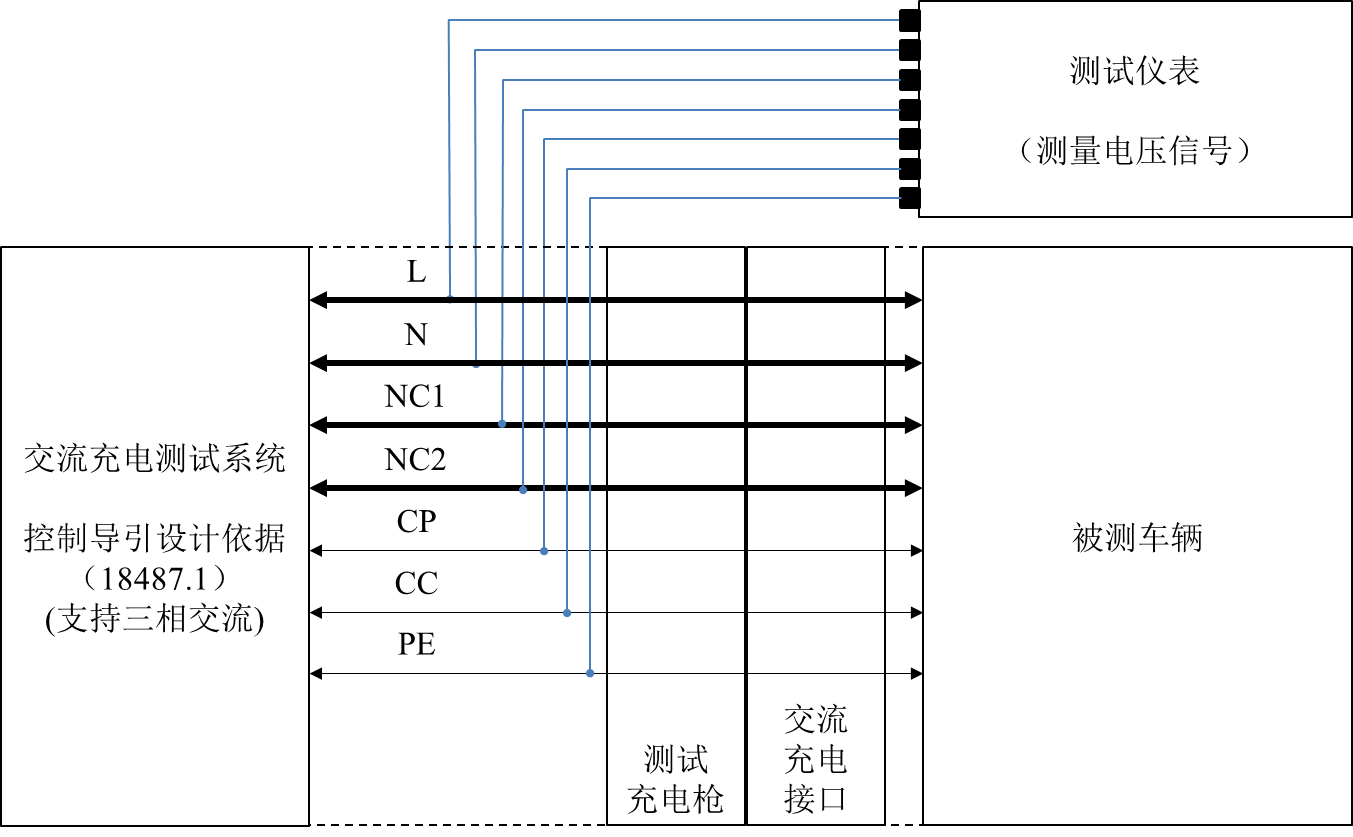 测试仪表
（测量电压信号）
L
N
NC1
NC2
CP
CC
PE
交流充电测试系统
控制导引设计依据
（18487.1）
(支持三相交流)
测试
充电枪
交流
充电
接口
被测车辆